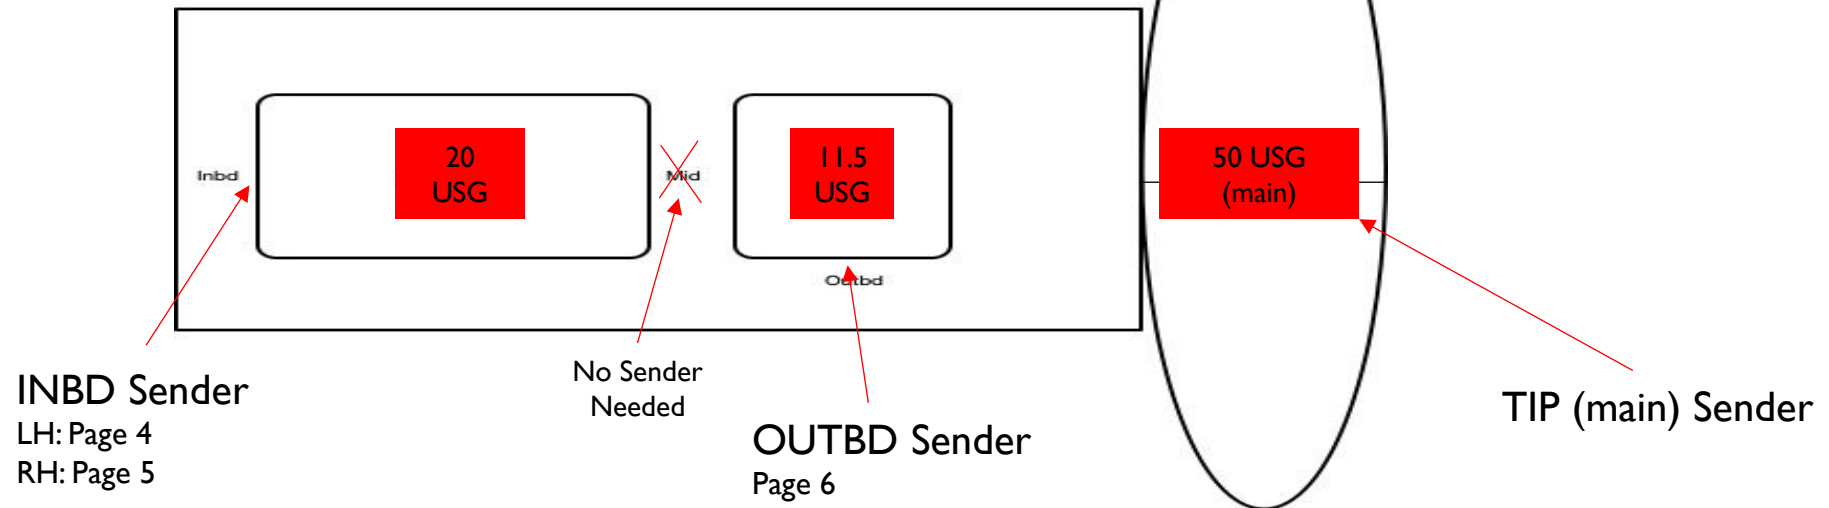 Inbd
20
USG
Mid
11.5
USG
50 USG
(main)
Outbd
INBD Sender
LH: Page 4
RH: Page 5
No Sender
Needed
OUTBD Sender
Page 6
TIP (main) Sender